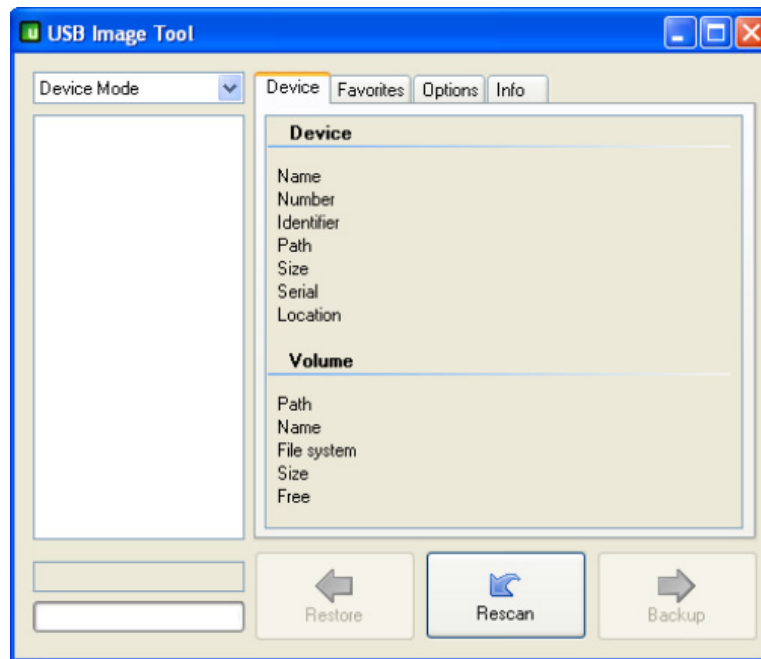 USB Image Tool
Device Mode
Device Favorites Options Info
Device
Name
Number
Identifier
Path
Size
Serial
Location
Volume
Path
Name
File system
Size
Free
Restore Rescan Backup